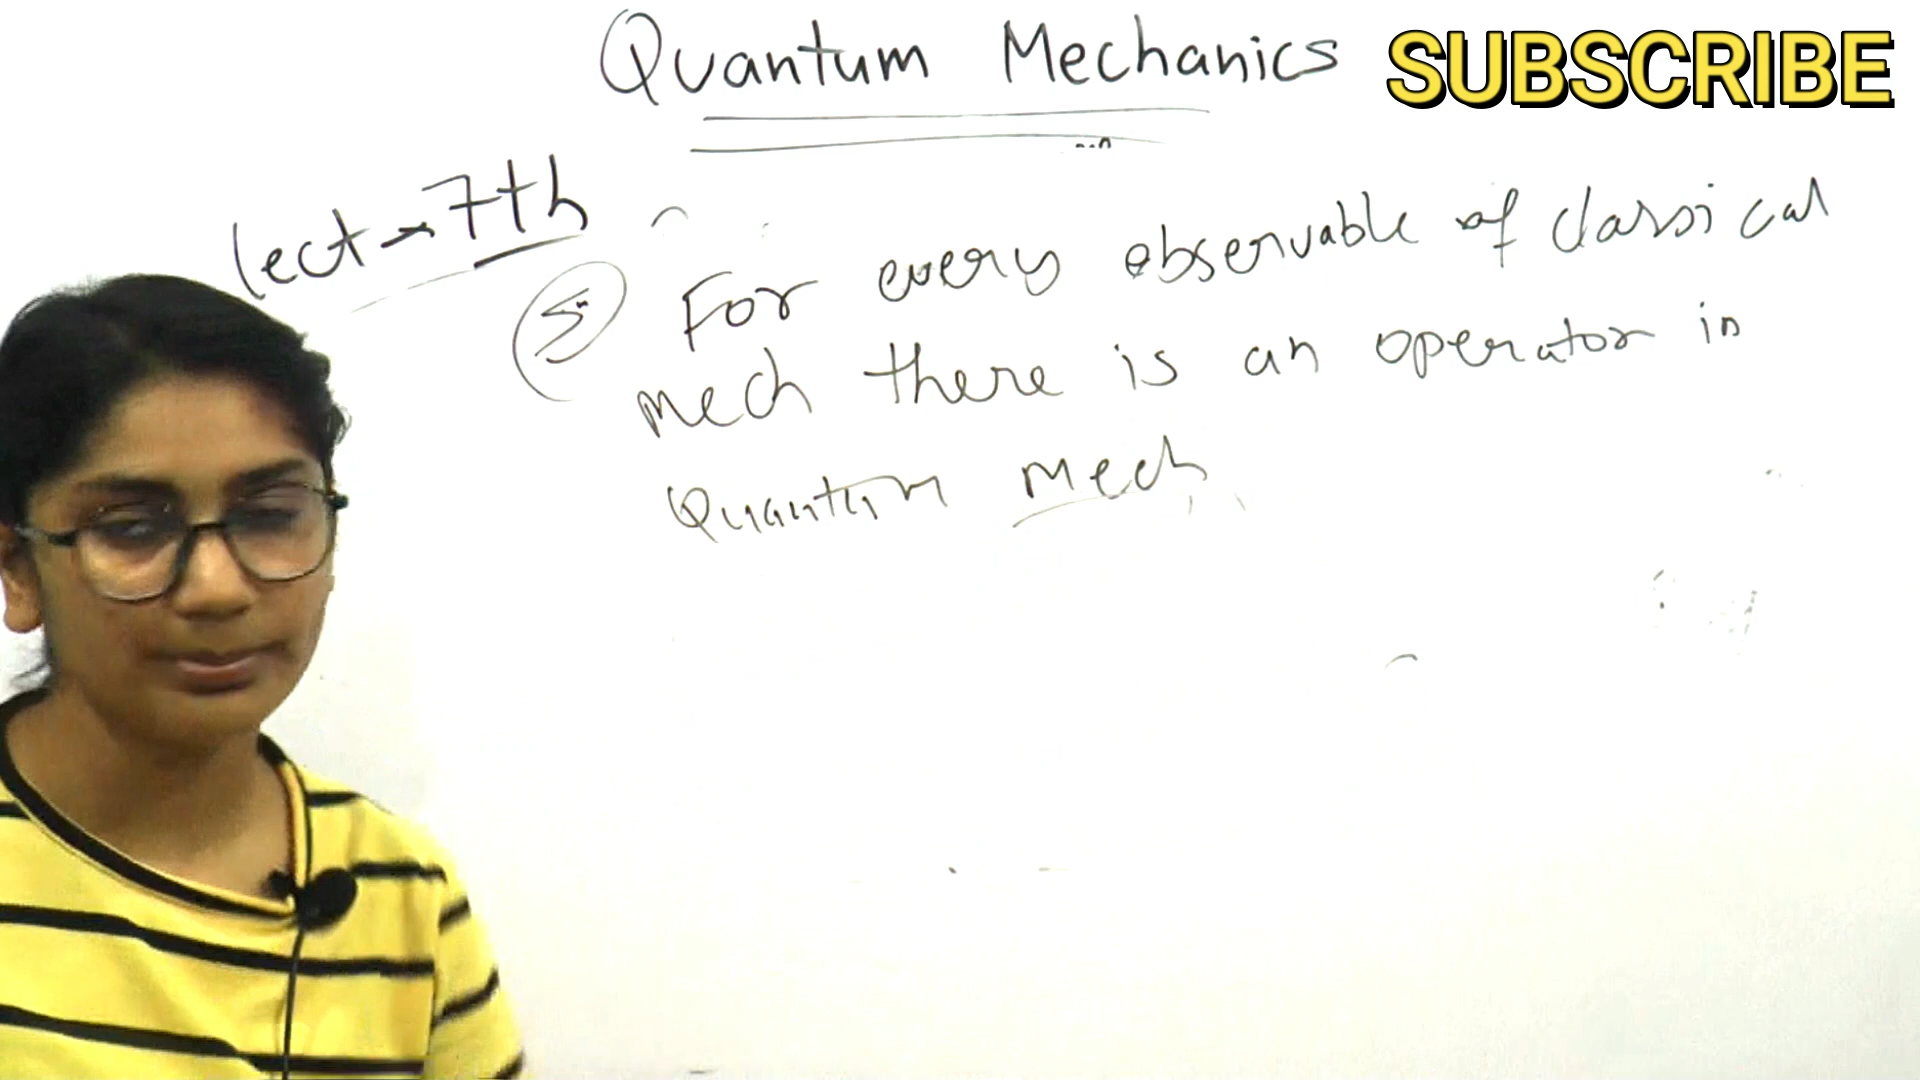 Quantum Mechanics
SUBSCRIBE
lect - 7th
For every observable of classical
mech there is an operator in
Quantum Mech